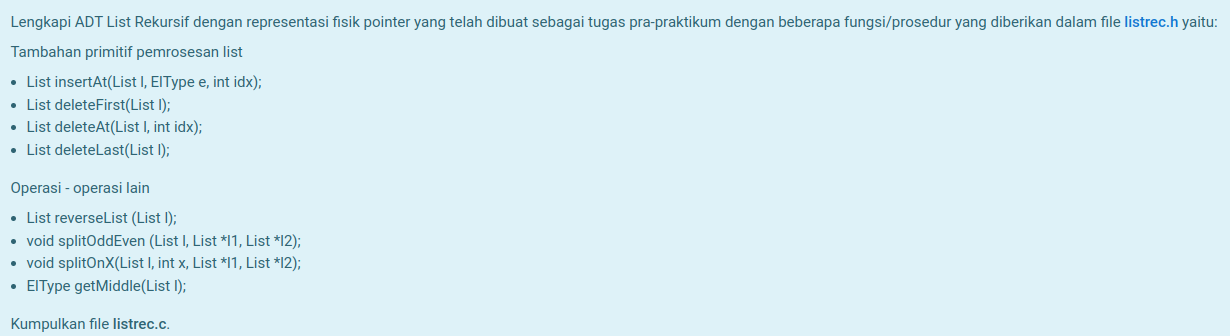 Lengkapi ADT List Rekursif dengan representasi fisik pointer yang telah dibuat sebagai tugas pra-praktikum dengan beberapa fungsi/prosedur yang diberikan dalam file listrec.h yaitu:
Tambahan primitif pemrosesan list
• List insertAt(List l, ElType e, int idx);
• List deleteFirst(List l);
• List deleteAt(List l, int idx);
• List deleteLast(List l);
Operasi - operasi lain
• List reverseList (List l);
• void splitOddEven (List l, List *l1, List *l2);
• void splitOnX(List l, int x, List *l1, List *l2);
• ElType getMiddle(List l);
Kumpulkan file listrec.c.